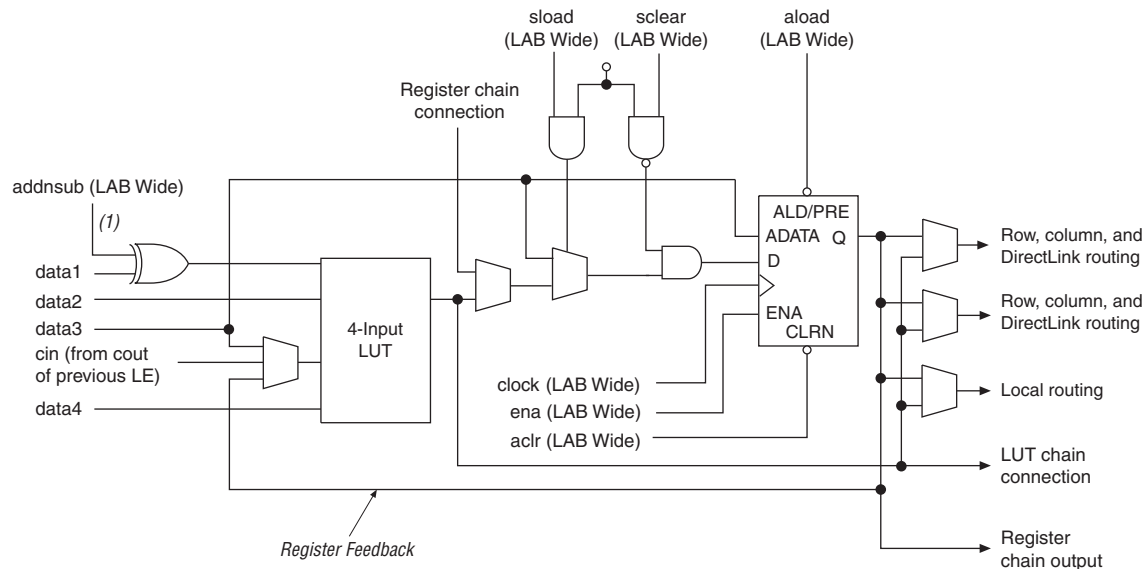 sload
(LAB Wide)
sclear
(LAB Wide)
aload
(LAB Wide)
Register chain
connection
addnsub (LAB Wide)
(1)
data1
data2
data3
cin (from cout
of previous LE)
data4
4-Input
LUT
ALD/PRE
ADATA Q
D
ENA
CLRN
clock (LAB Wide)
ena (LAB Wide)
aclr (LAB Wide)
Row, column, and
DirectLink routing
Row, column, and
DirectLink routing
Local routing
LUT chain
connection
Register
chain output
Register Feedback